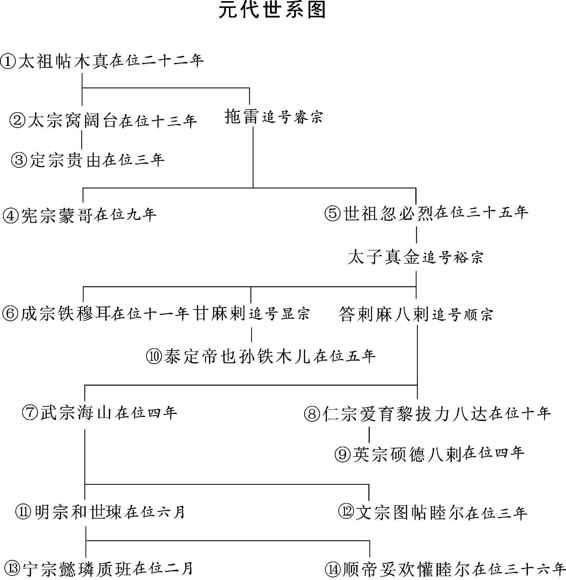 元代世系图
①太祖帖木真在位二十二年
②太宗窝阔台在位十三年
拖雷追号睿宗
③定宗贵由在位三年
④宪宗蒙哥在位九年
⑤世祖忽必烈在位三十五年
太子真金追号裕宗
⑥成宗铁穆耳在位十一年
甘麻剌追号显宗
答剌麻八剌追号顺宗
⑩泰定帝也孙铁木儿在位五年
⑦武宗海山在位四年
⑧仁宗爱育黎拔力八达在位十年
⑨英宗硕德八剌在位四年
⑪明宗和世㻋在位六月
⑫文宗图帖睦尔在位三年
⑬宁宗懿璘质班在位二月
⑭顺帝妥欢懽睦尔在位三十六年